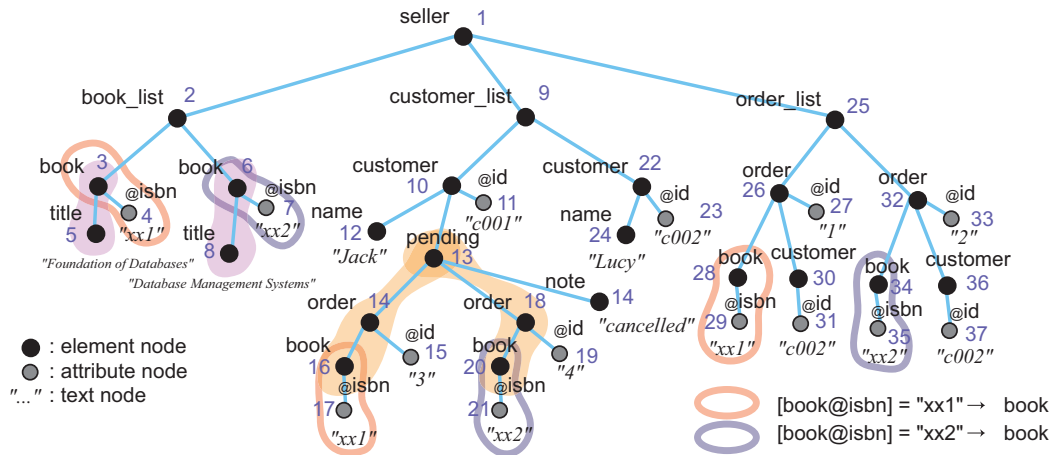 seller 1
book_list 2
customer_list 9
order_list 25
book 3
@isbn 4
"xx1"
title 5
"Foundation of Databases"
book 6
@isbn 7
"xx2"
title 8
"Database Management Systems"
customer 10
@id 11
"c001"
name 12
"Jack"
pending 13
order 14
@id 15
"3"
book 16
@isbn 17
"xx1"
order 18
@id 19
"4"
book 20
@isbn 21
"xx2"
note 14
"cancelled"
customer 22
@id 23
"c002"
name 24
"Lucy"
order 26
@id 27
"1"
book 28
@isbn 29
"xx1"
customer 30
@id 31
"c002"
order 32
@id 33
"2"
book 34
@isbn 35
"xx2"
customer 36
@id 37
"c002"
: element node
: attribute node
"..." : text node
[book@isbn] = "xx1" → book
[book@isbn] = "xx2" → book